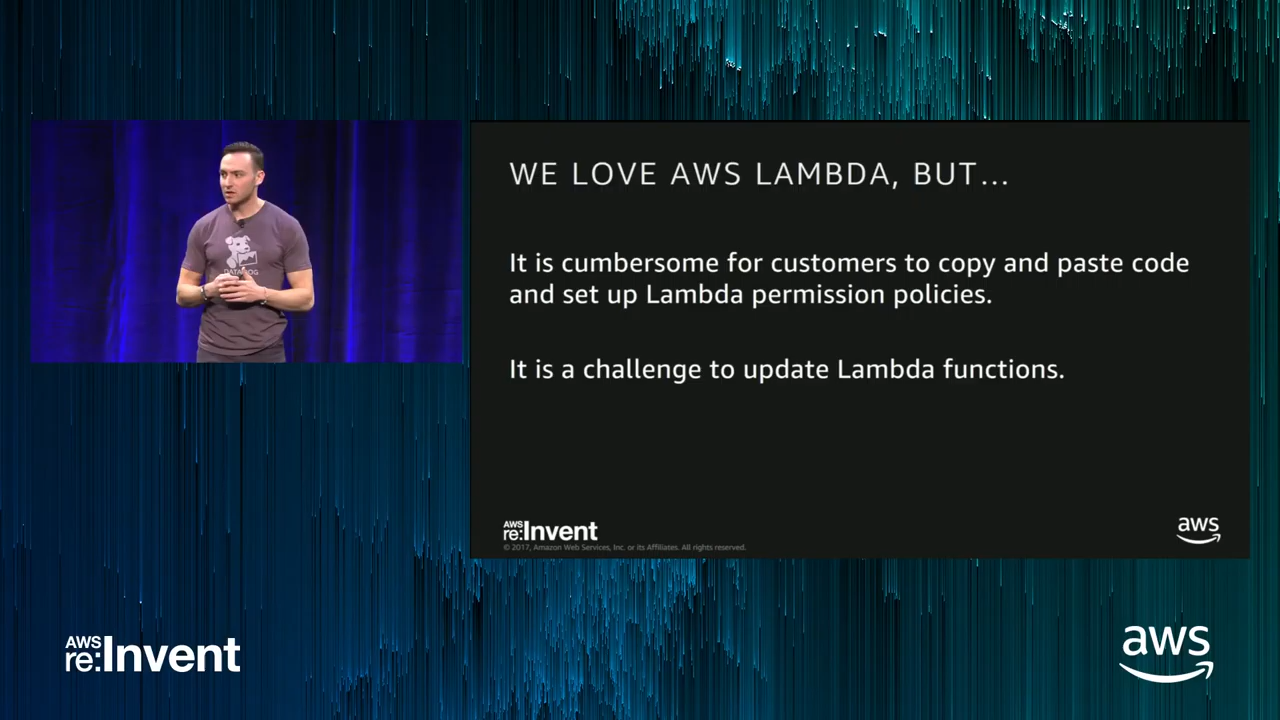 DATADOG
WE LOVE AWS LAMBDA, BUT...
It is cumbersome for customers to copy and paste code
and set up Lambda permission policies.
It is a challenge to update Lambda functions.
AWS
re:Invent
© 2017, Amazon Web Services, Inc. or its Affiliates. All rights reserved.
aws
AWS
re:Invent
aws